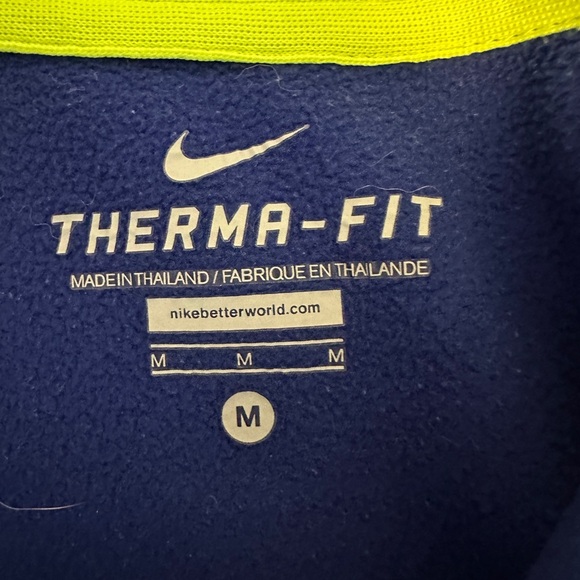 THERMA-FIT
MADE IN THAILAND / FABRIQUE EN THAILANDE
nikebetterworld.com
M M M
M